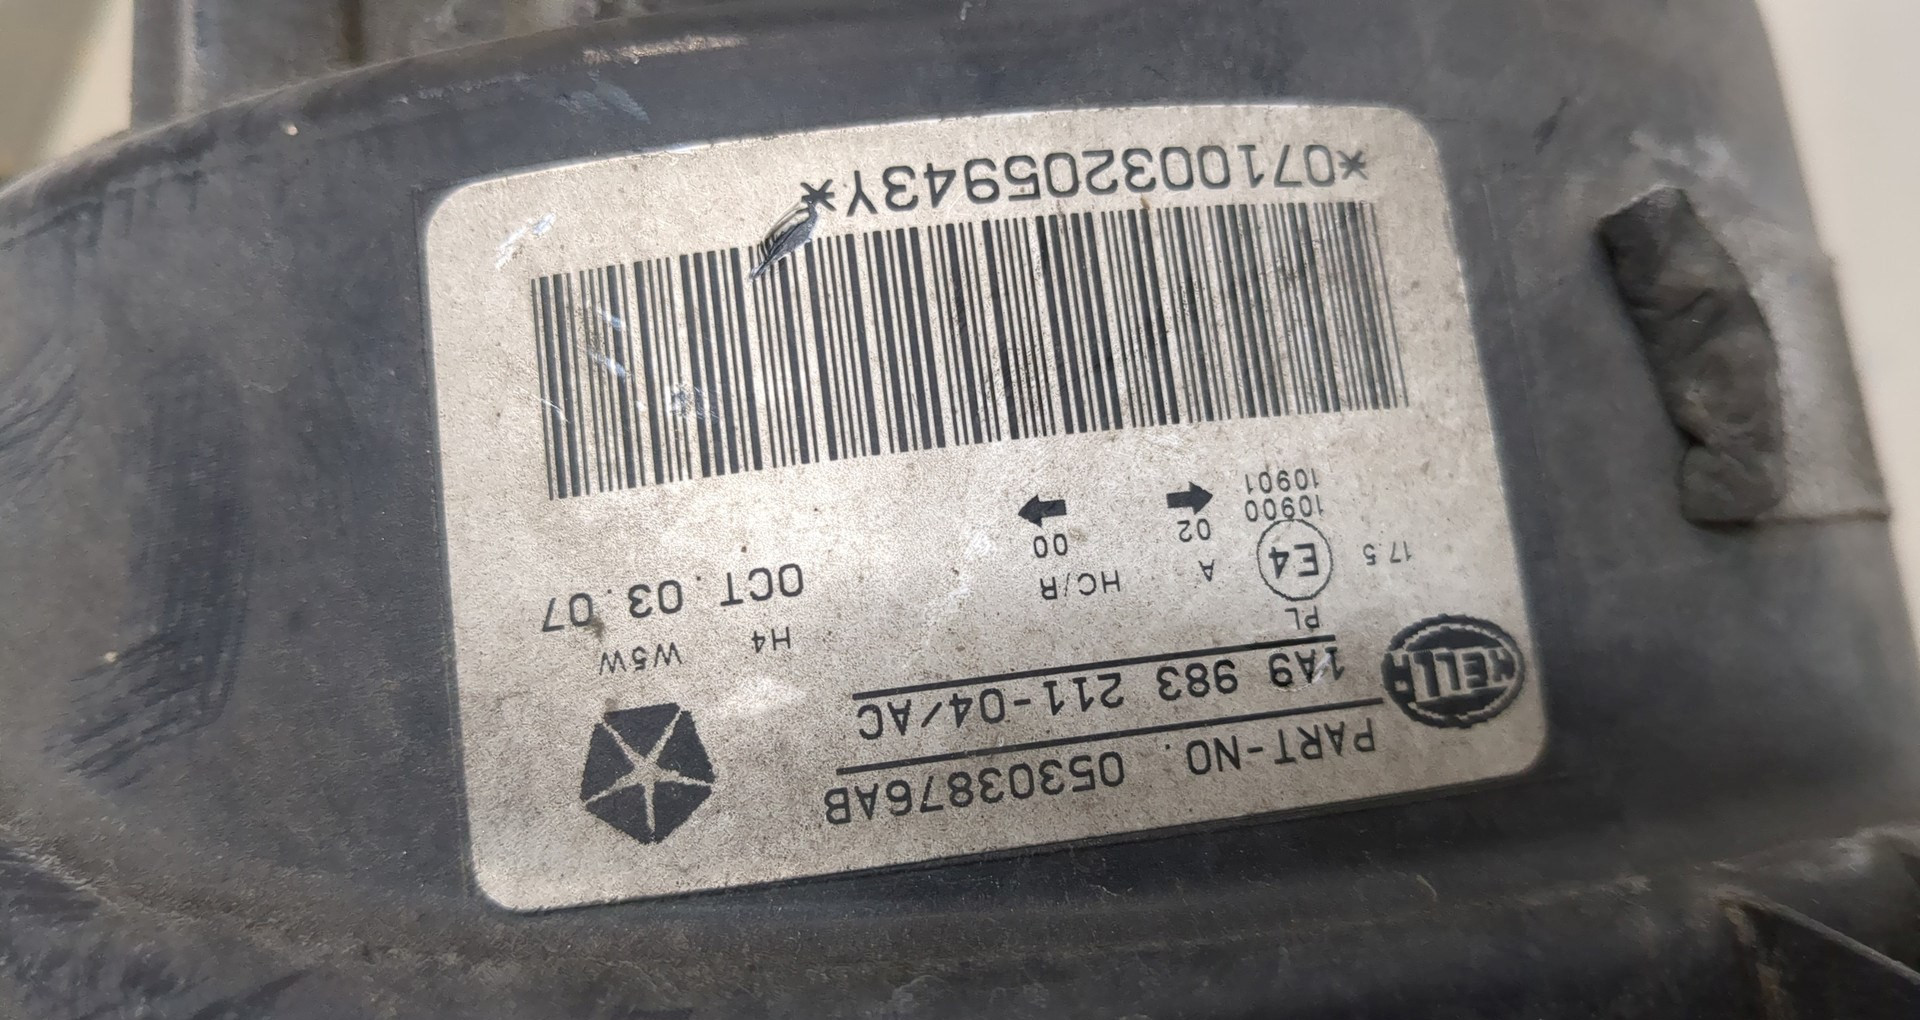 PART-NO. 05303876AB
HELLA
1A9 983 211-04/AC
PL
H4 W5W
17.5 E4 A HC/R
OCT. 03.07
02 00
10900
10901
*071003205943Y*